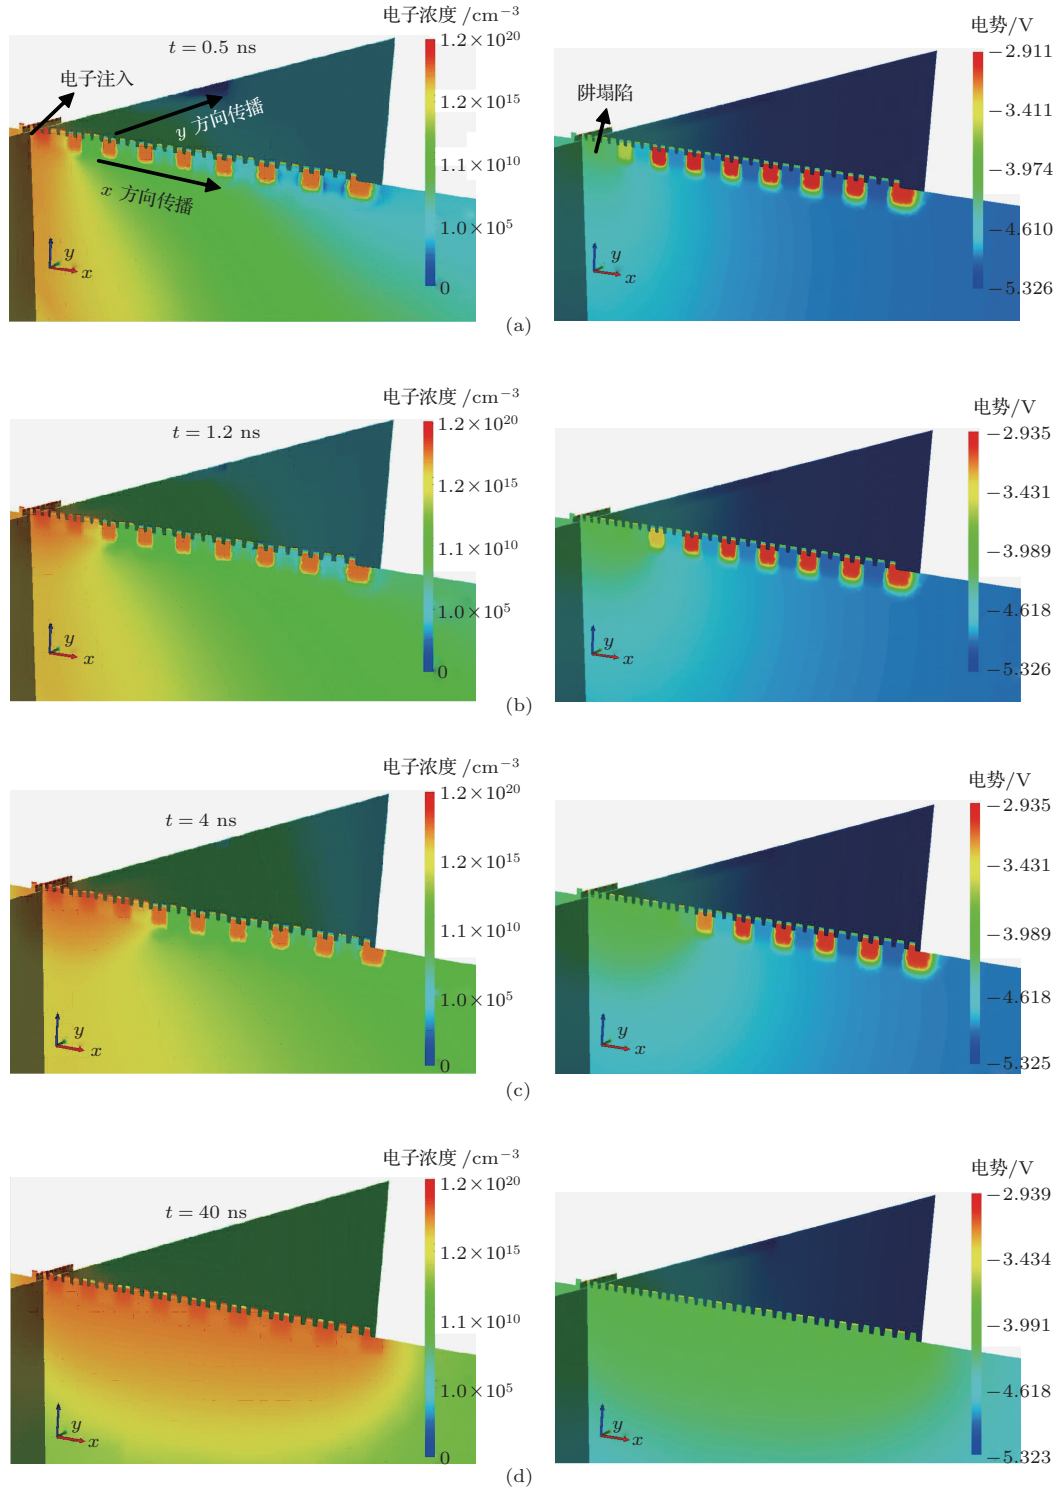 电子浓度/cm⁻³
t = 0.5 ns
1.2×10²⁰
1.2×10¹⁵
1.1×10¹⁰
1.0×10⁵
0
电子注入
y 方向传播
x 方向传播
y
x
电势/V
−2.911
−3.411
−3.974
−4.610
−5.326
阱塌陷
y
x
(a)
电子浓度/cm⁻³
t = 1.2 ns
1.2×10²⁰
1.2×10¹⁵
1.1×10¹⁰
1.0×10⁵
0
y
x
电势/V
−2.935
−3.431
−3.989
−4.618
−5.326
y
x
(b)
电子浓度/cm⁻³
t = 4 ns
1.2×10²⁰
1.2×10¹⁵
1.1×10¹⁰
1.0×10⁵
0
y
x
电势/V
−2.935
−3.431
−3.989
−4.618
−5.325
y
x
(c)
电子浓度/cm⁻³
t = 40 ns
1.2×10²⁰
1.2×10¹⁵
1.1×10¹⁰
1.0×10⁵
0
y
x
电势/V
−2.939
−3.434
−3.991
−4.618
−5.323
y
x
(d)